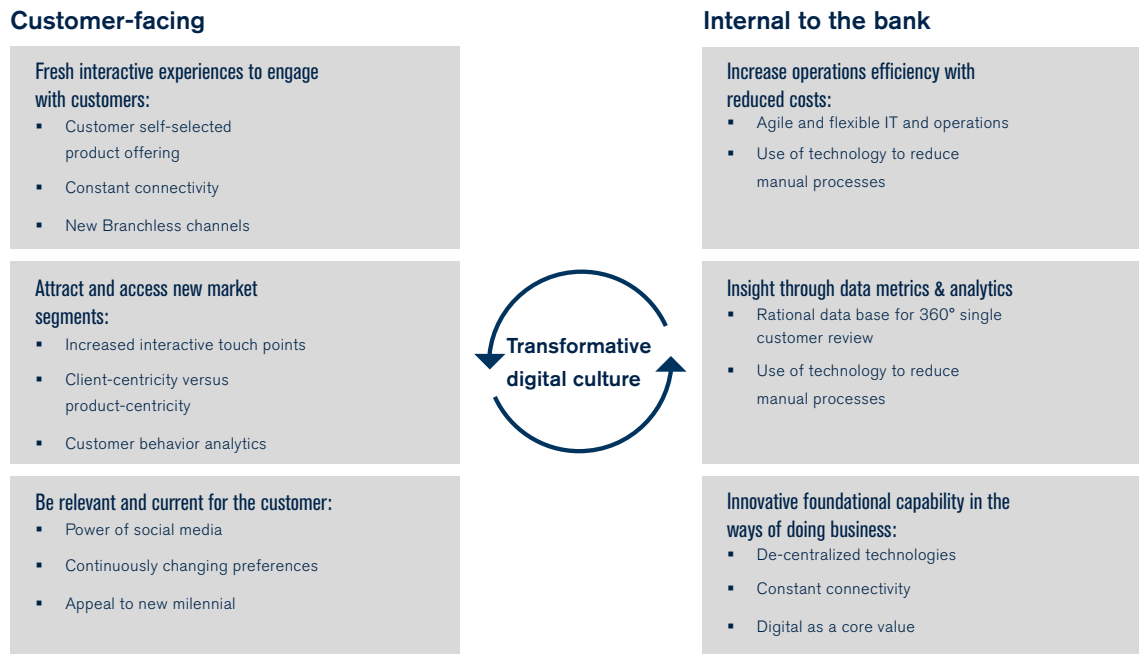 Customer-facing
Fresh interactive experiences to engage
with customers:
▪ Customer self-selected
product offering
▪ Constant connectivity
▪ New Branchless channels
Attract and access new market
segments:
▪ Increased interactive touch points
▪ Client-centricity versus
product-centricity
▪ Customer behavior analytics
Be relevant and current for the customer:
▪ Power of social media
▪ Continuously changing preferences
▪ Appeal to new milennial
Transformative
digital culture
Internal to the bank
Increase operations efficiency with
reduced costs:
▪ Agile and flexible IT and operations
▪ Use of technology to reduce
manual processes
Insight through data metrics & analytics
▪ Rational data base for 360° single
customer review
▪ Use of technology to reduce
manual processes
Innovative foundational capability in the
ways of doing business:
▪ De-centralized technologies
▪ Constant connectivity
▪ Digital as a core value